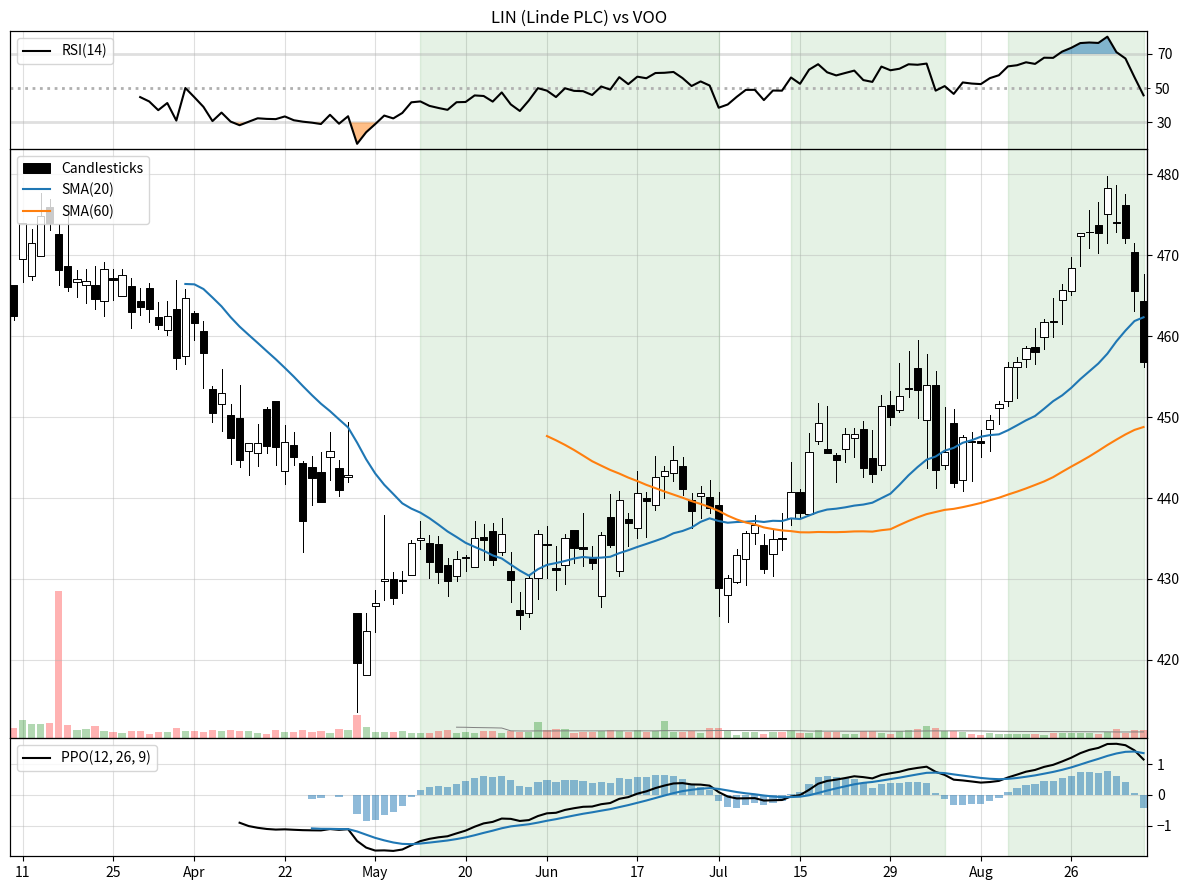 LIN (Linde PLC) vs VOO
RSI(14)
70
50
30
Candlesticks
SMA(20)
SMA(60)
480
470
460
450
440
430
420
PPO(12, 26, 9)
1
0
−1
11 25 Apr 22 May 20 Jun 17 Jul 15 29 Aug 26